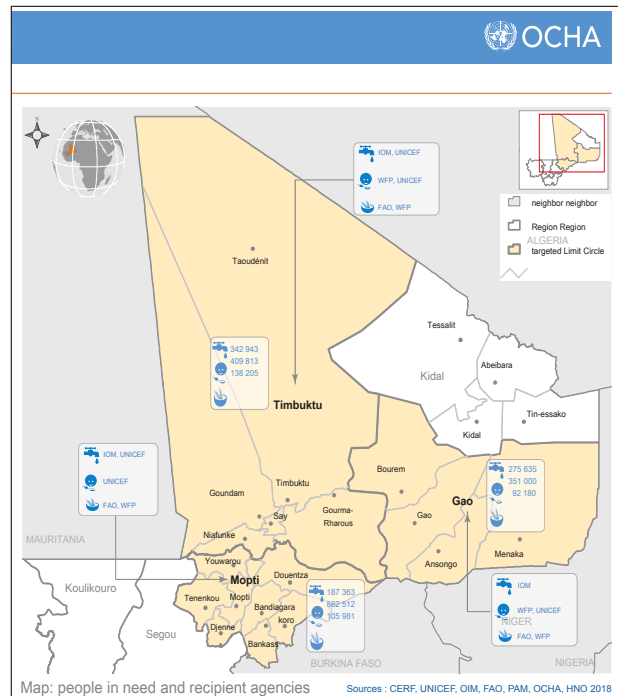 OCHA
IOM, UNICEF
WFP, UNICEF
FAO, WFP
neighbor neighbor
Region Region
ALGERIA
targeted Limit Circle
Taoudénit
Tessalit
Abeibara
Kidal
Tin-essako
Kidal
342 943
409 813
138 205
Timbuktu
Bourem
275 635
351 000
92 180
IOM, UNICEF
UNICEF
FAO, WFP
Timbuktu
Goundam
Say
Gourma-
Rharous
Gao
Gao
Niafunke
MAURITANIA
Youwargu
Ansongo
Menaka
Koulikouro
Mopti
Douentza
Tenenkou
Mopti
Bandiagara
koro
Djenne
Bankass
Segou
187 363
862 512
105 981
IOM
WFP, UNICEF
NIGER
FAO, WFP
BURKINA FASO
NIGERIA
Map: people in need and recipient agencies
Sources : CERF, UNICEF, OIM, FAO, PAM, OCHA, HNO 2018